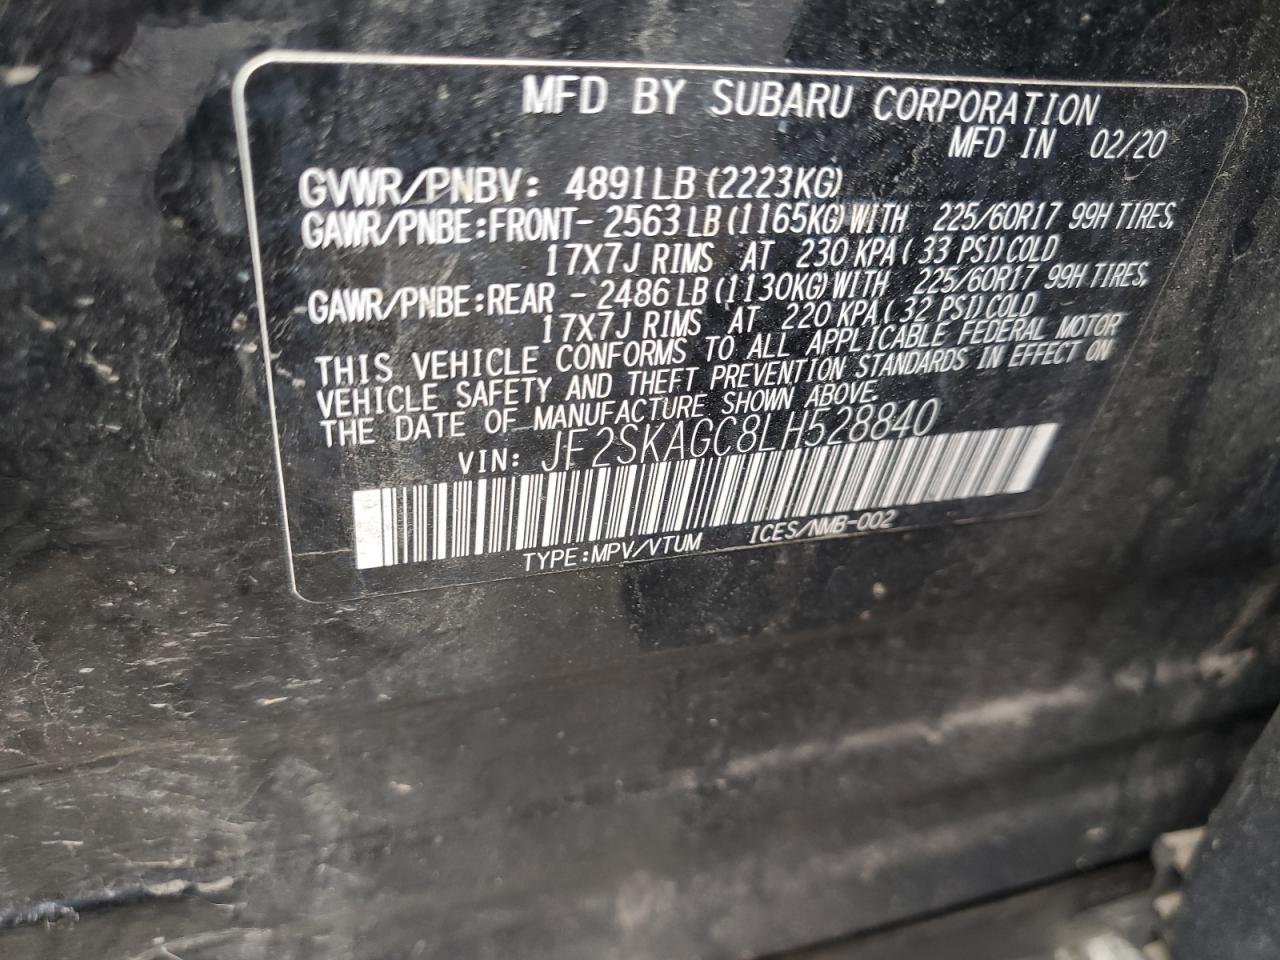 MFD BY SUBARU CORPORATION
MFD IN 02/20
GVWR/PNBV: 4891LB (2223KG)
GAWR/PNBE:FRONT- 2563 LB (1165KG) WITH 225/60R17 99H TIRES,
17X7J RIMS AT 230 KPA ( 33 PSI) COLD
GAWR/PNBE:REAR - 2486 LB (1130KG) WITH 225/60R17 99H TIRES,
17X7J RIMS AT 220 KPA ( 32 PSI) COLD
THIS VEHICLE CONFORMS TO ALL APPLICABLE FEDERAL MOTOR
VEHICLE SAFETY AND THEFT PREVENTION STANDARDS IN EFFECT ON
THE DATE OF MANUFACTURE SHOWN ABOVE.
VIN: JF2SKAGC8LH528840
TYPE:MPV/VTUM ICES/NMB-002